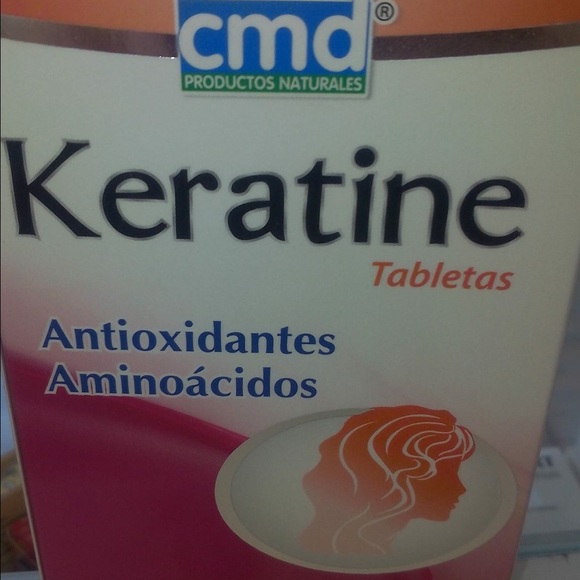 cmd®
PRODUCTOS NATURALES
Keratine
Tabletas
Antioxidantes
Aminoácidos